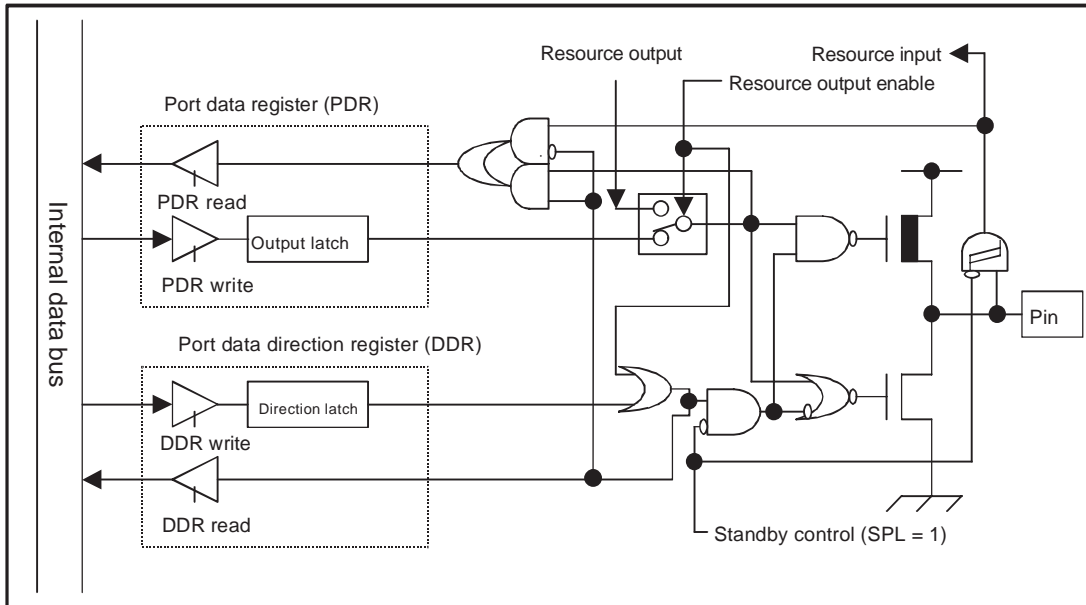 Resource output
Resource input
Resource output enable
Port data register (PDR)
PDR read
Output latch
PDR write
Internal data bus
Pin
Port data direction register (DDR)
Direction latch
DDR write
DDR read
Standby control (SPL = 1)